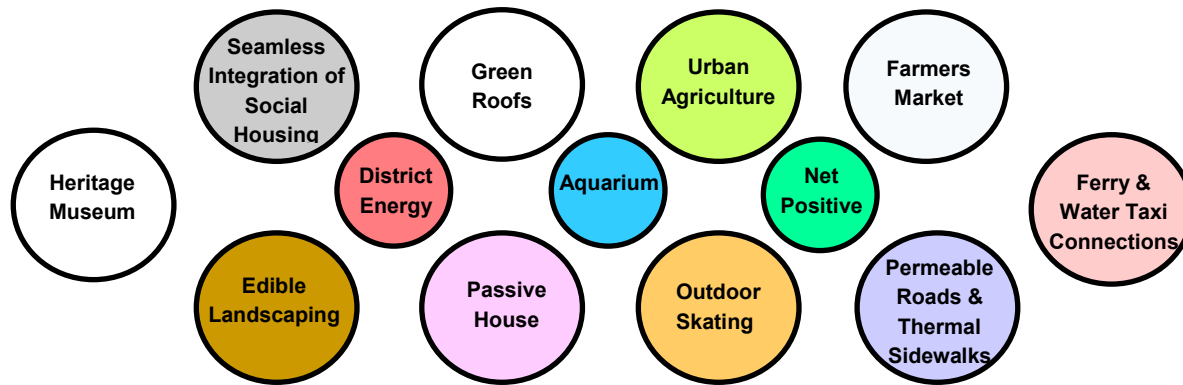 Seamless
Integration of
Social
Housing
Green
Roofs
Urban
Agriculture
Farmers
Market
Heritage
Museum
District
Energy
Aquarium
Net
Positive
Ferry &
Water Taxi
Connections
Edible
Landscaping
Passive
House
Outdoor
Skating
Permeable
Roads &
Thermal
Sidewalks